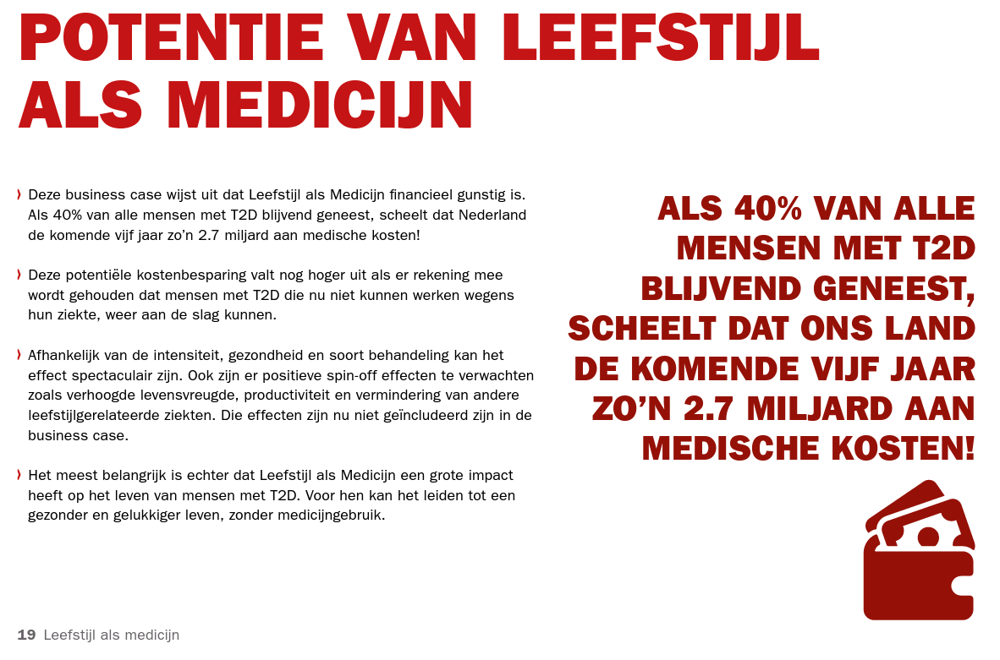 POTENTIE VAN LEEFSTIJL
ALS MEDICIJN
› Deze business case wijst uit dat Leefstijl als Medicijn financieel gunstig is.
Als 40% van alle mensen met T2D blijvend geneest, scheelt dat Nederland
de komende vijf jaar zo’n 2.7 miljard aan medische kosten!
› Deze potentiële kostenbesparing valt nog hoger uit als er rekening mee
wordt gehouden dat mensen met T2D die nu niet kunnen werken wegens
hun ziekte, weer aan de slag kunnen.
› Afhankelijk van de intensiteit, gezondheid en soort behandeling kan het
effect spectaculair zijn. Ook zijn er positieve spin-off effecten te verwachten
zoals verhoogde levensvreugde, productiviteit en vermindering van andere
leefstijlgerelateerde ziekten. Die effecten zijn nu niet geïncludeerd zijn in de
business case.
› Het meest belangrijk is echter dat Leefstijl als Medicijn een grote impact
heeft op het leven van mensen met T2D. Voor hen kan het leiden tot een
gezonder en gelukkiger leven, zonder medicijngebruik.
ALS 40% VAN ALLE
MENSEN MET T2D
BLIJVEND GENEEST,
SCHEELT DAT ONS LAND
DE KOMENDE VIJF JAAR
ZO’N 2.7 MILJARD AAN
MEDISCHE KOSTEN!
19 Leefstijl als medicijn